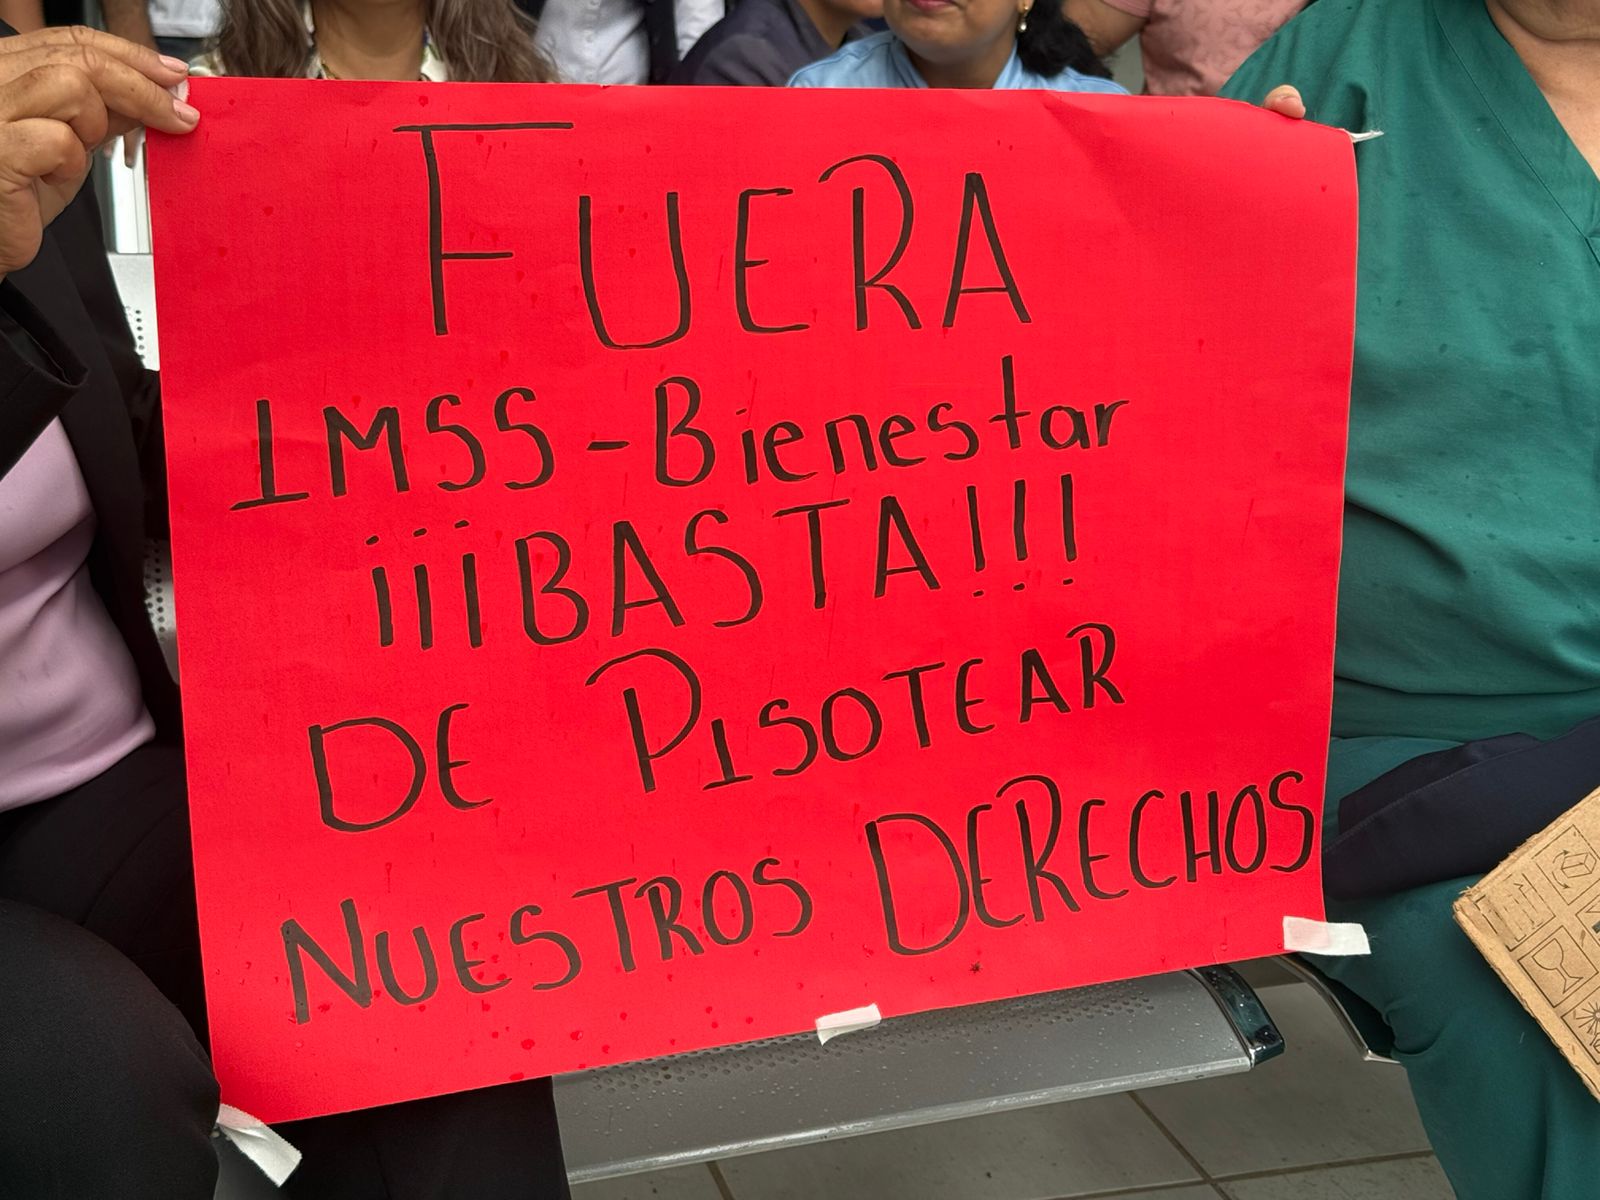 FUERA
IMSS-Bienestar
¡¡¡BASTA!!!
DE PISOTEAR
NUESTROS DERECHOS